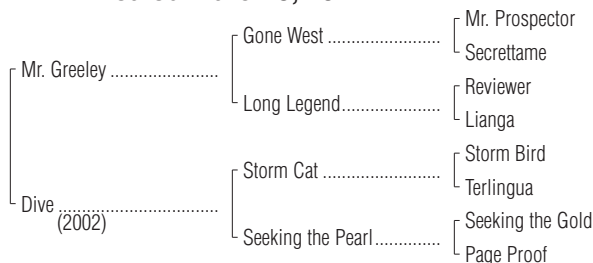 Mr. Prospector
Gone West ........................
Secrettame
Mr. Greeley ......................
Reviewer
Long Legend.....................
Lianga
Storm Bird
Storm Cat .........................
Terlingua
Dive .................................
(2002)
Seeking the Gold
Seeking the Pearl..............
Page Proof